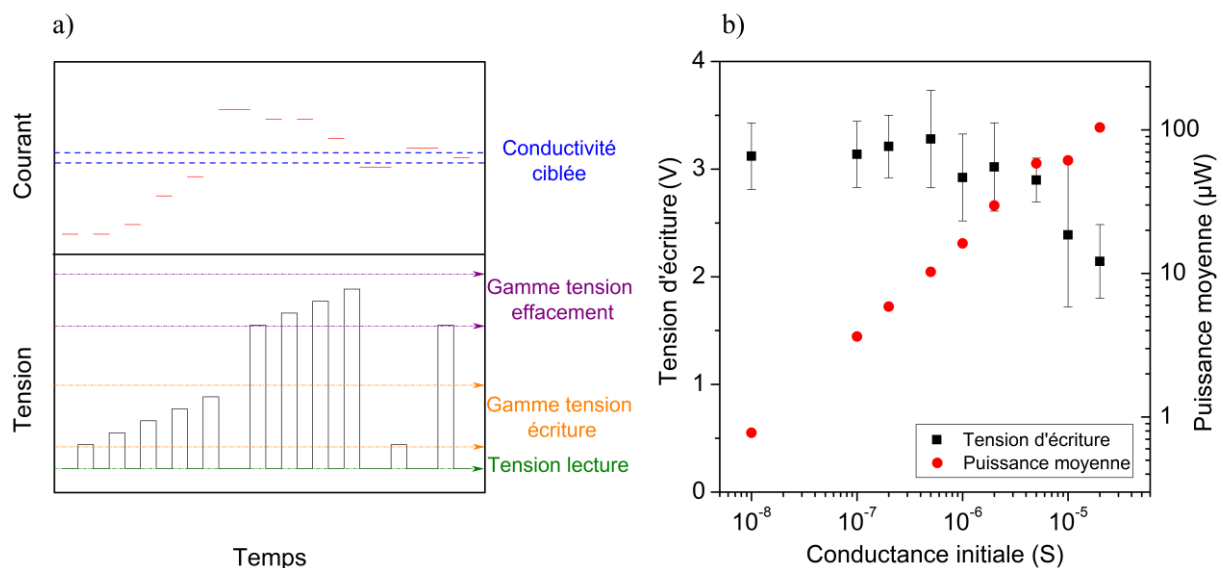 a)
Courant
Conductivité
ciblée
Tension
Gamme tension
effacement
Gamme tension
écriture
Tension lecture
Temps
b)
Tension d'écriture (V)
4
3
2
1
0
Puissance moyenne (µW)
100
10
1
Tension d'écriture
Puissance moyenne
10⁻⁸
10⁻⁷
10⁻⁶
10⁻⁵
Conductance initiale (S)